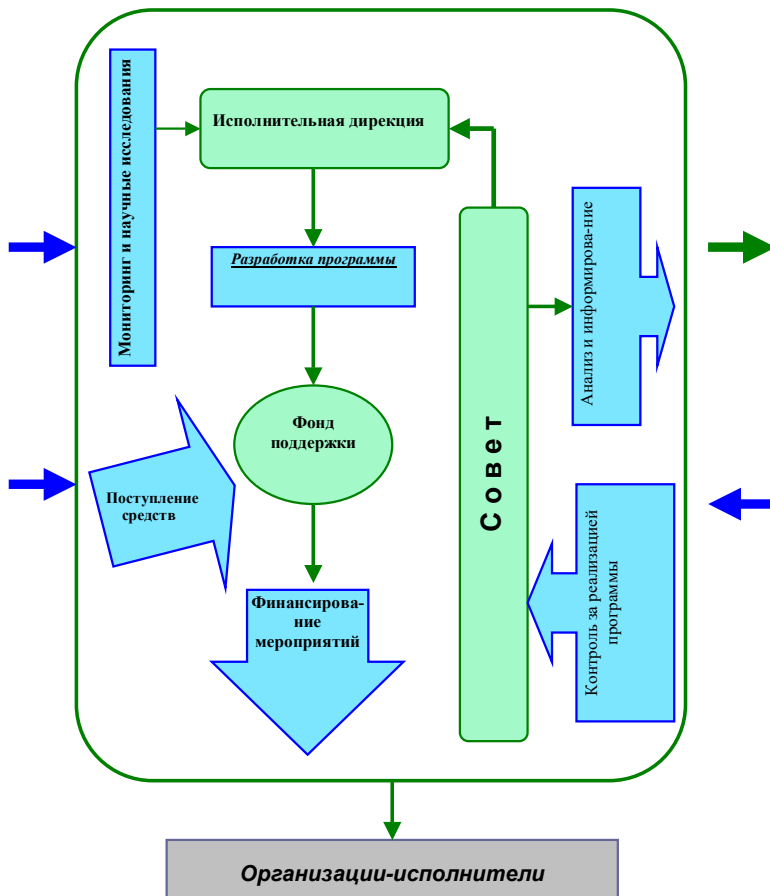 Мониторинг и научные исследования
Исполнительная дирекция
Разработка программы
Фонд
поддержки
Поступление
средств
Финансирова-
ние
мероприятий
Совет
Анализ и информирова-ние
Контроль за реализацией
программы
Организации-исполнители